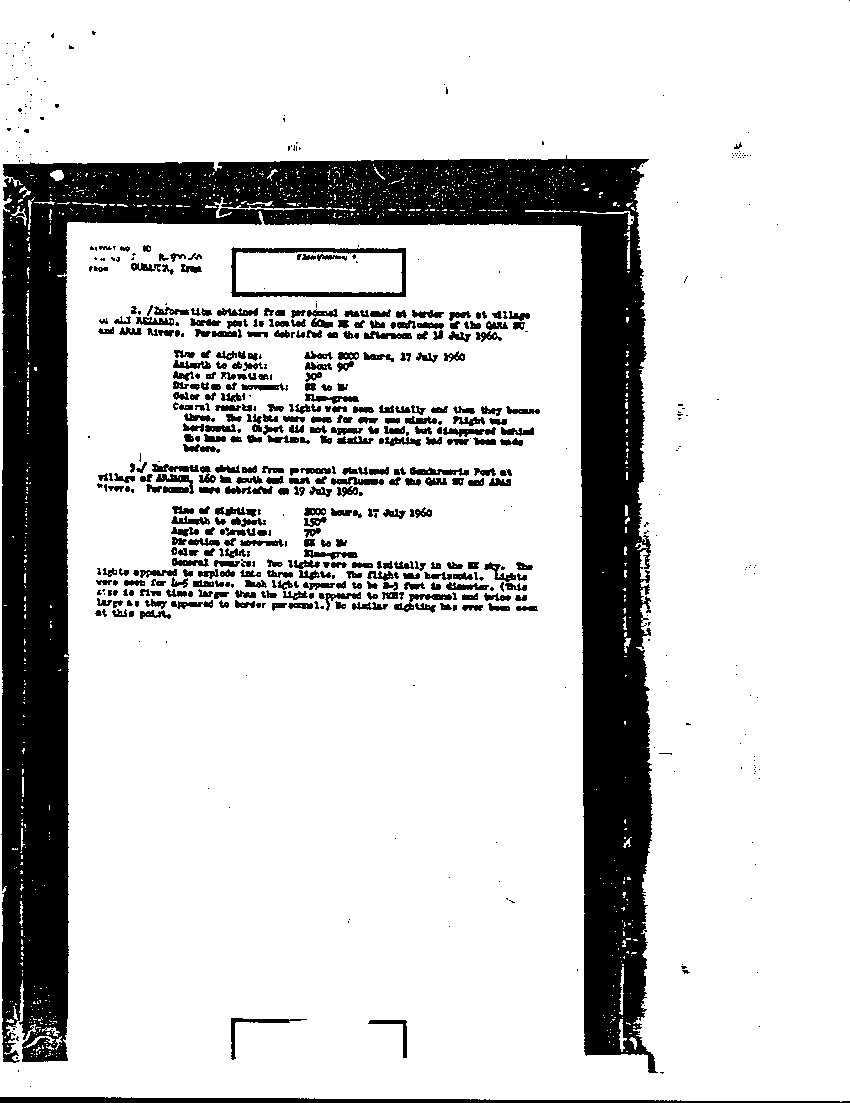 REPORT NO
FROM OUSAIRA, Iran
Classification
2. /Information obtained from personnel stationed at border post at village
of ALI REZABAD. Border post is located 60km NE of the confluence of the QARA SU
and ARAS Rivers. Personnel were debriefed on the afternoon of 18 July 1960.
Time of sighting: About 2000 hours, 17 July 1960
Azimuth to object: About 90°
Angle of Elevation: 30°
Direction of movement: SE to NW
Color of light: Blue-green
General remarks: Two lights were seen initially and then they became
three. The lights were seen for over one minute. Flight was
horizontal. Object did not appear to land, but disappeared behind
the haze on the horizon. No similar sighting had ever been made
before.
3./ Information obtained from personnel stationed at Gendarmerie Post at
village of 160 km south and east of confluence of the QARA SU and ARAS
Rivers. Personnel were debriefed on 19 July 1960.
Time of sighting: 2000 hours, 17 July 1960
Azimuth to object: 150°
Angle of elevation: 70°
Direction of movement: SE to NW
Color of light: Blue-green
General remarks: Two lights were seen initially in the SE sky. The
lights appeared to explode into three lights. The flight was horizontal. Lights
were seen for 4-5 minutes. Each light appeared to be 2-3 feet in diameter. (This
size is five times larger than the lights appeared to personnel and twice as
large as they appeared to border personnel.) No similar sighting has ever been seen
at this point.